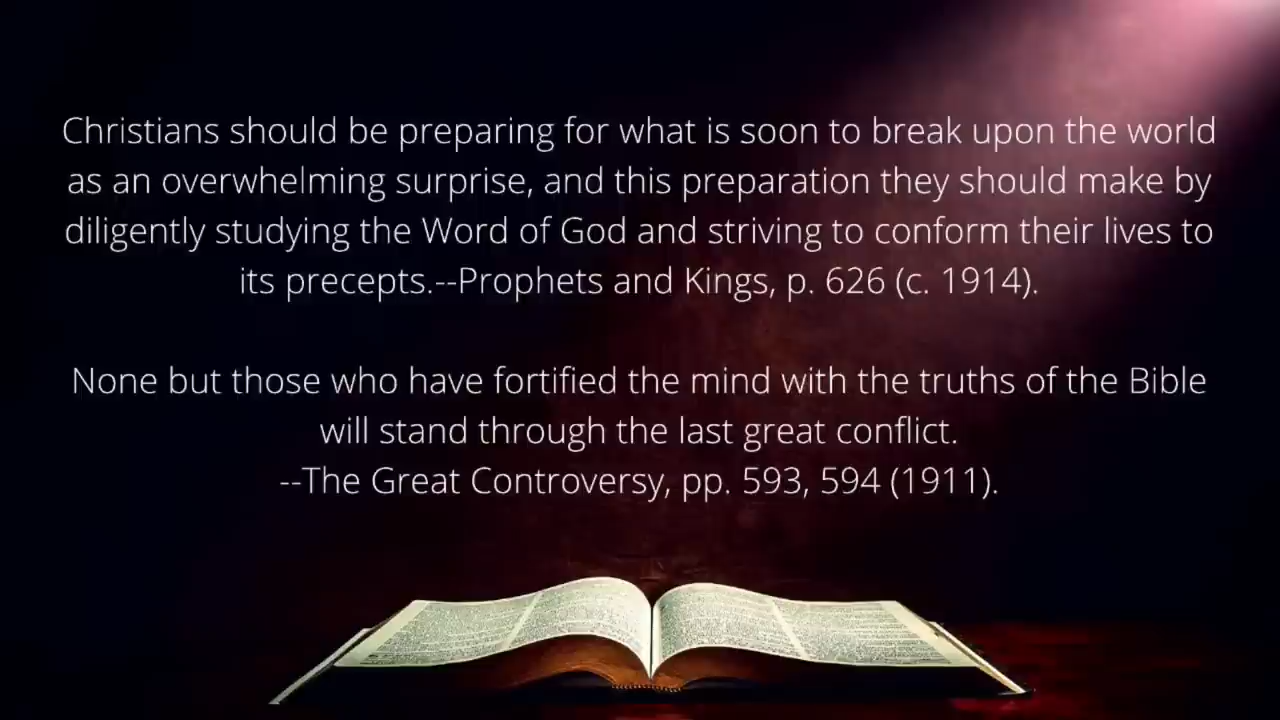 Christians should be preparing for what is soon to break upon the world
as an overwhelming surprise, and this preparation they should make by
diligently studying the Word of God and striving to conform their lives to
its precepts.--Prophets and Kings, p. 626 (c. 1914).
None but those who have fortified the mind with the truths of the Bible
will stand through the last great conflict.
--The Great Controversy, pp. 593, 594 (1911).